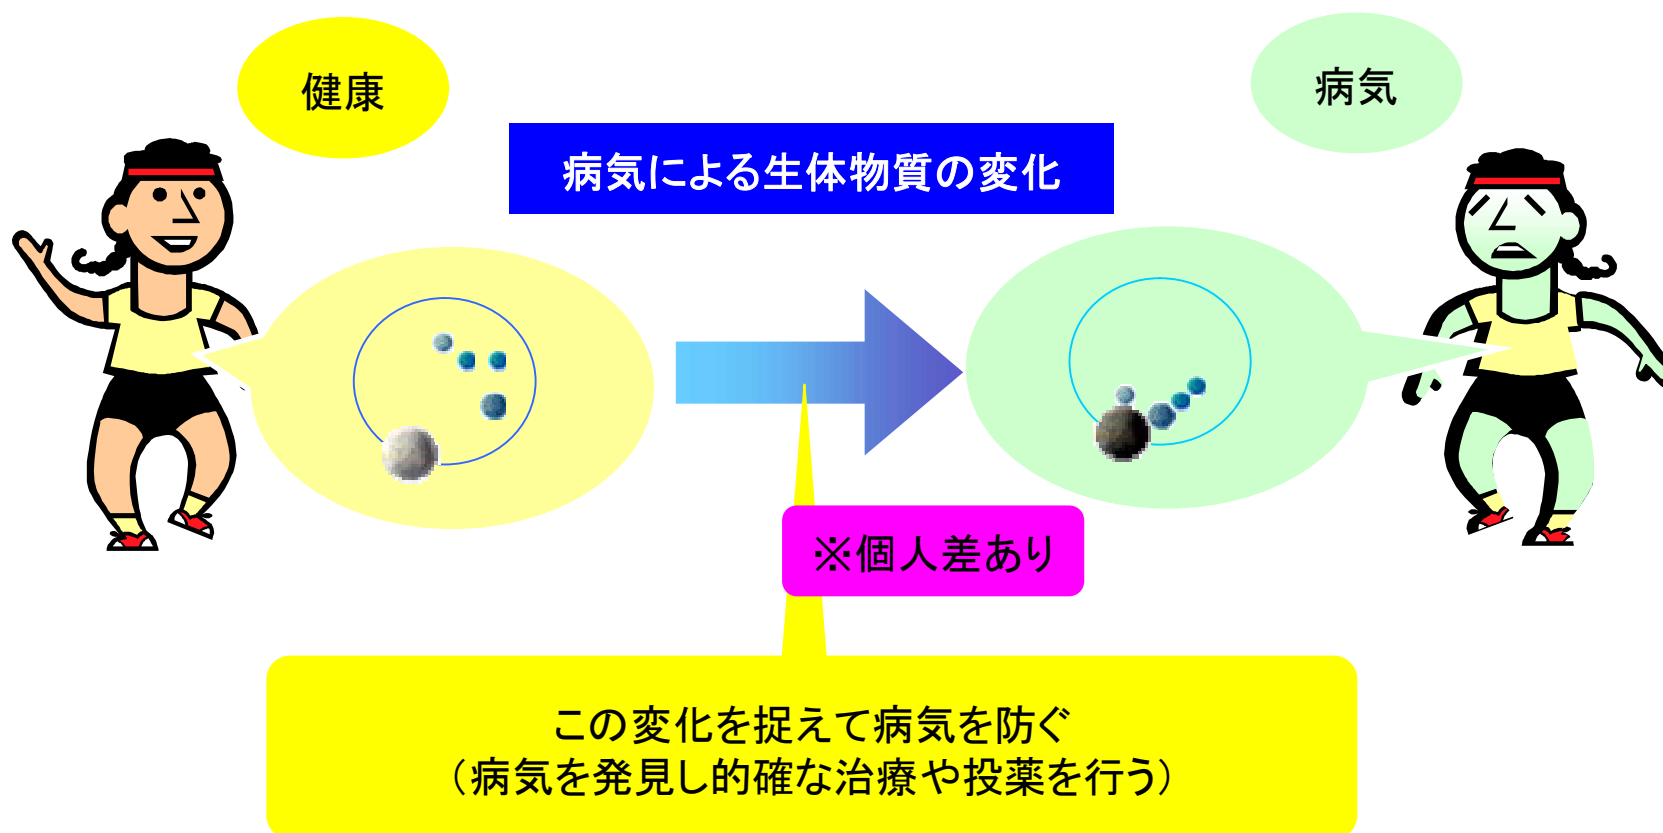 健康
病気
病気による生体物質の変化
※個人差あり
この変化を捉えて病気を防ぐ
（病気を発見し的確な治療や投薬を行う）